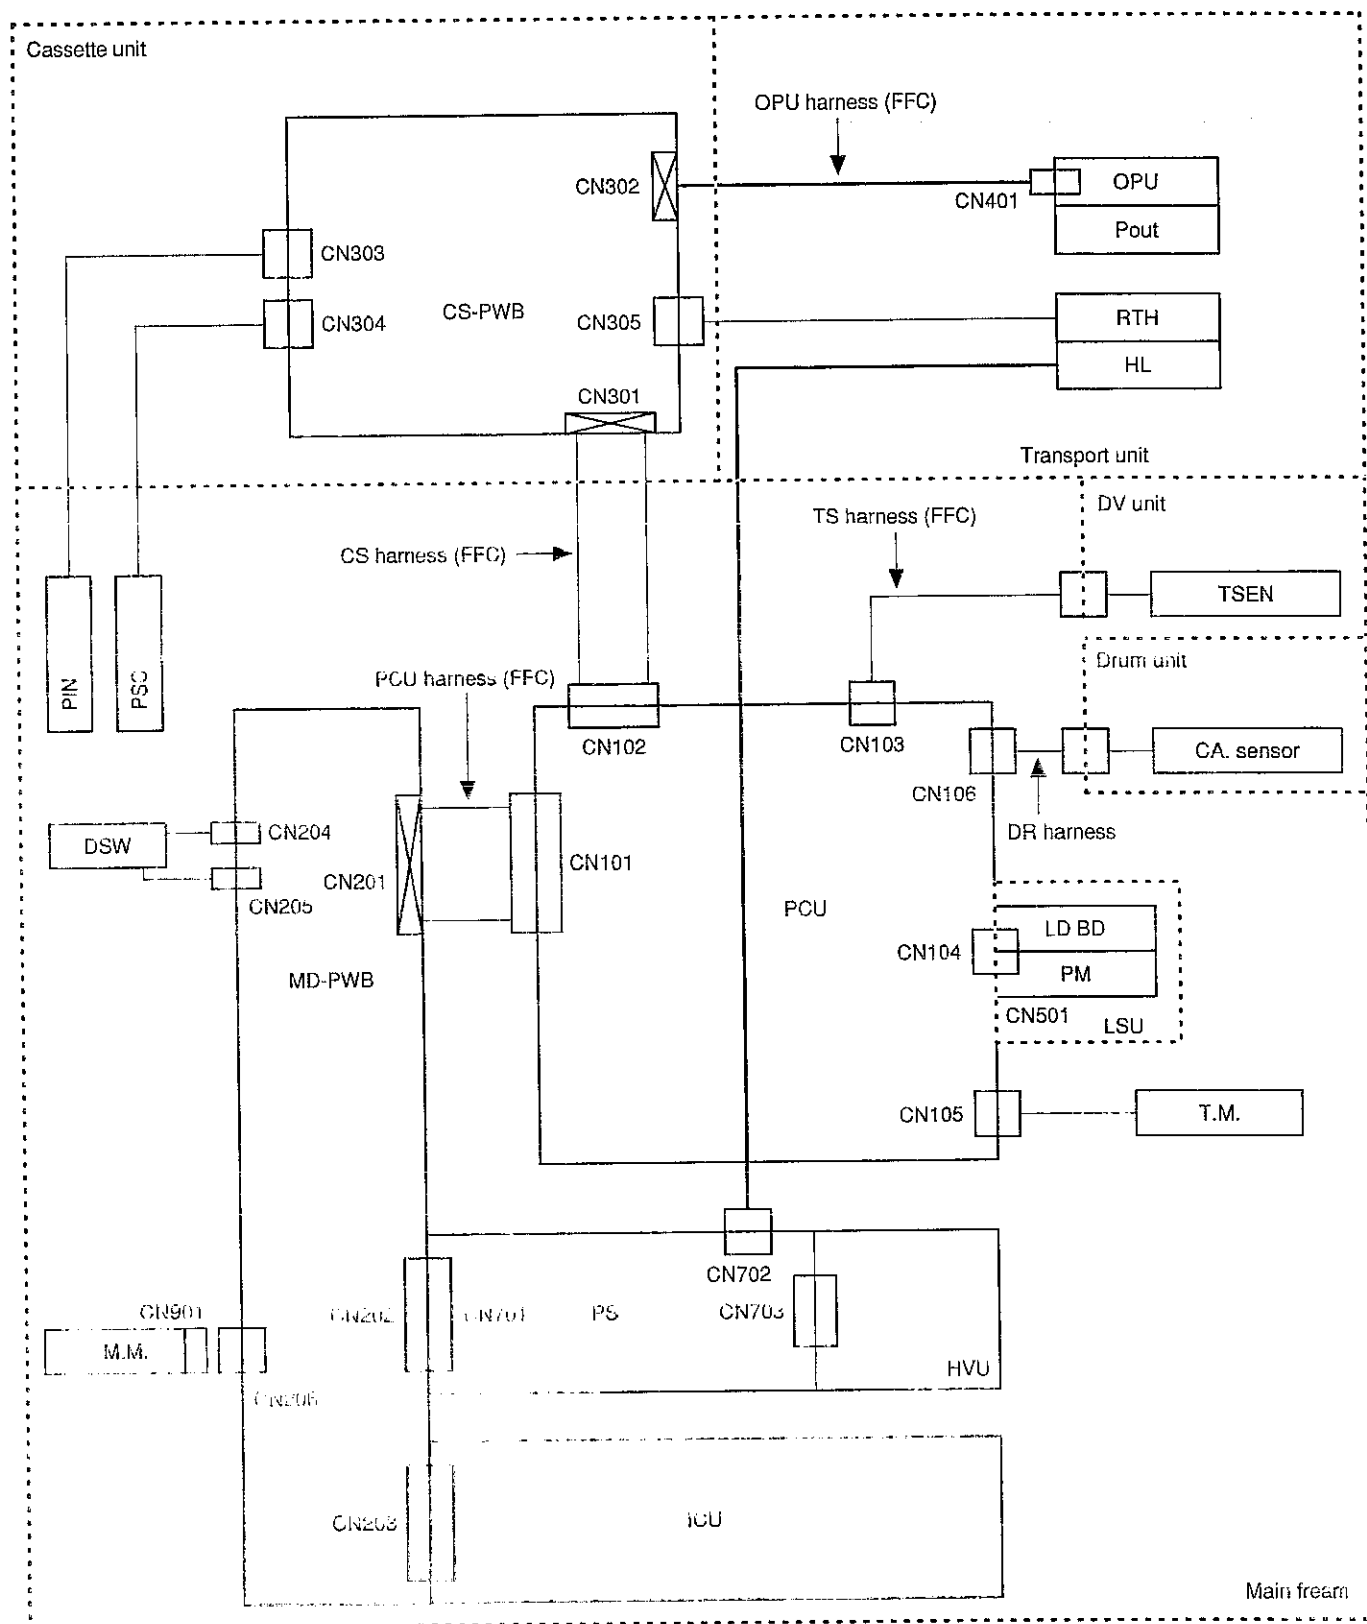 Cassette unit
OPU harness (FFC)
CN302
CN401
OPU
Pout
CN303
CN304
CS-PWB
CN305
RTH
HL
CN301
Transport unit
CS harness (FFC)
TS harness (FFC)
DV unit
TSEN
PIN
PSC
PCU harness (FFC)
Drum unit
CN102
CN103
CA. sensor
CN106
DR harness
DSW
CN204
CN205
CN201
CN101
PCU
MD-PWB
CN104
LD BD
PM
CN501
LSU
CN105
T.M.
CN702
CN901
M.M.
CN206
CN202
CN701
PS
CN703
HVU
CN203
ICU
Main fream